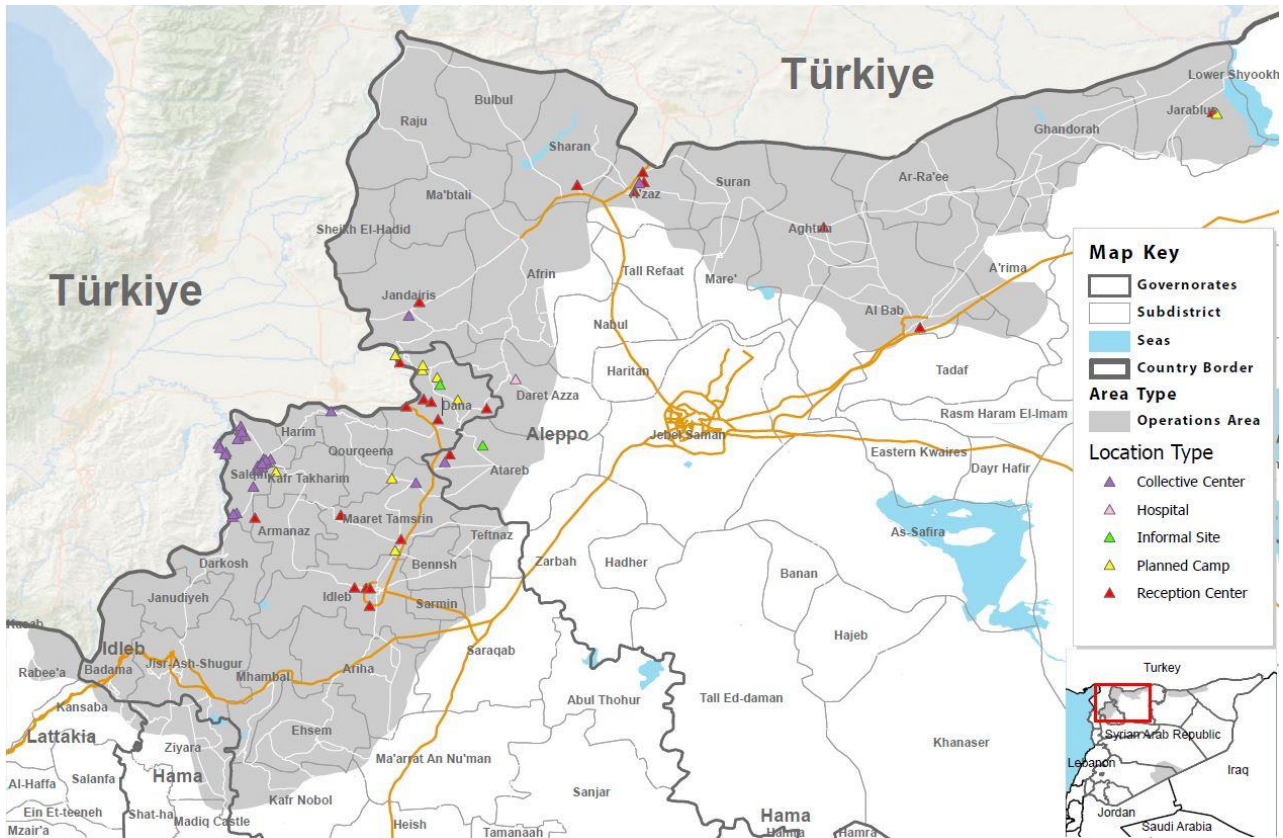 Türkiye
Lower Shyookh
Jarablus
Bulbul
Raju
Ghandorah
Sharan
Ar-Ra'ee
Suran
A'zaz
Ma'btali
Sheikh El-Hadid
Aghtrin
Tall Refaat
A'rima
Mare'
Afrin
Türkiye
Jandairis
Al Bab
Nabul
Haritan
Tadaf
Daret Azza
Dana
Rasm Haram El-Imam
Harim
Aleppo
Jebel Saman
Qourqeena
Atareb
Eastern Kwaires
Dayr Hafir
Salqin
Kafr Takharim
Maaret Tamsrin
Armanaz
Teftnaz
As-Safira
Darkosh
Bennsh
Zarbah
Hadher
Banan
Janudiyeh
Idleb
Sarmin
Hajeb
Idleb
Saraqab
Rabee'a
Badama
Jisr-Ash-Shugur
Ariha
Mhambal
Abul Thohur
Tall Ed-daman
Kansaba
Lattakia
Ehsem
Khanaser
Ziyara
Ma'arrat An Nu'man
Al-Haffa
Salanfa
Hama
Sanjar
Kafr Nobol
Ein Et-teeneh
Shat-ha
Madiq Castle
Hama
Mzair'a
Heish
Tamanaah
Hamra
Map Key
Governorates
Subdistrict
Seas
Country Border
Area Type
Operations Area
Location Type
Collective Center
Hospital
Informal Site
Planned Camp
Reception Center
Turkey
Syrian Arab Republic
Lebanon
Iraq
Jordan
Saudi Arabia